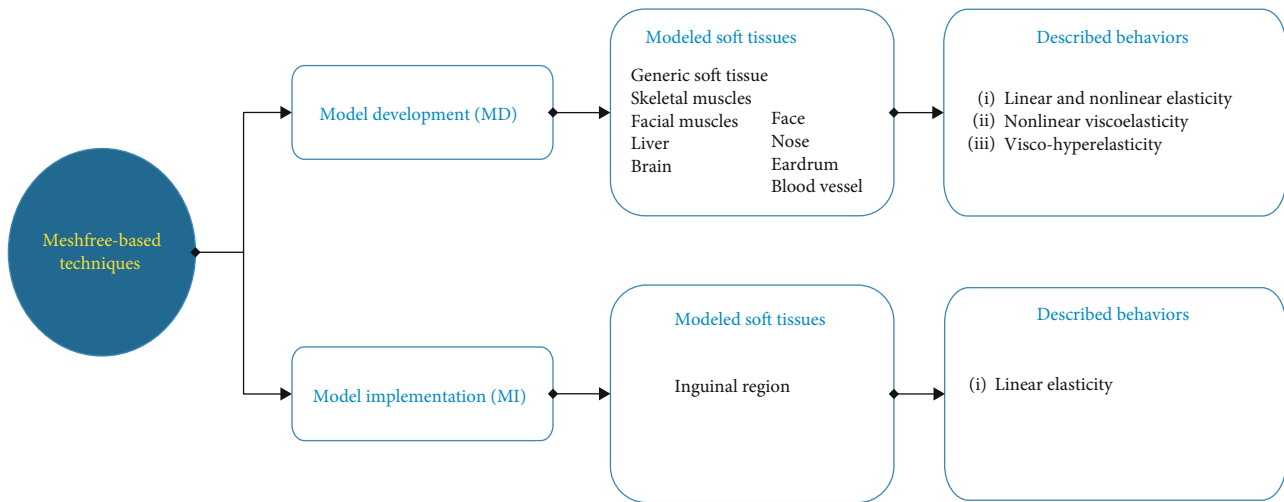 Meshfree-based
techniques
Model development (MD)
Modeled soft tissues
Generic soft tissue
Skeletal muscles
Facial muscles
Liver
Brain
Face
Nose
Eardrum
Blood vessel
Described behaviors
(i) Linear and nonlinear elasticity
(ii) Nonlinear viscoelasticity
(iii) Visco-hyperelasticity
Model implementation (MI)
Modeled soft tissues
Inguinal region
Described behaviors
(i) Linear elasticity